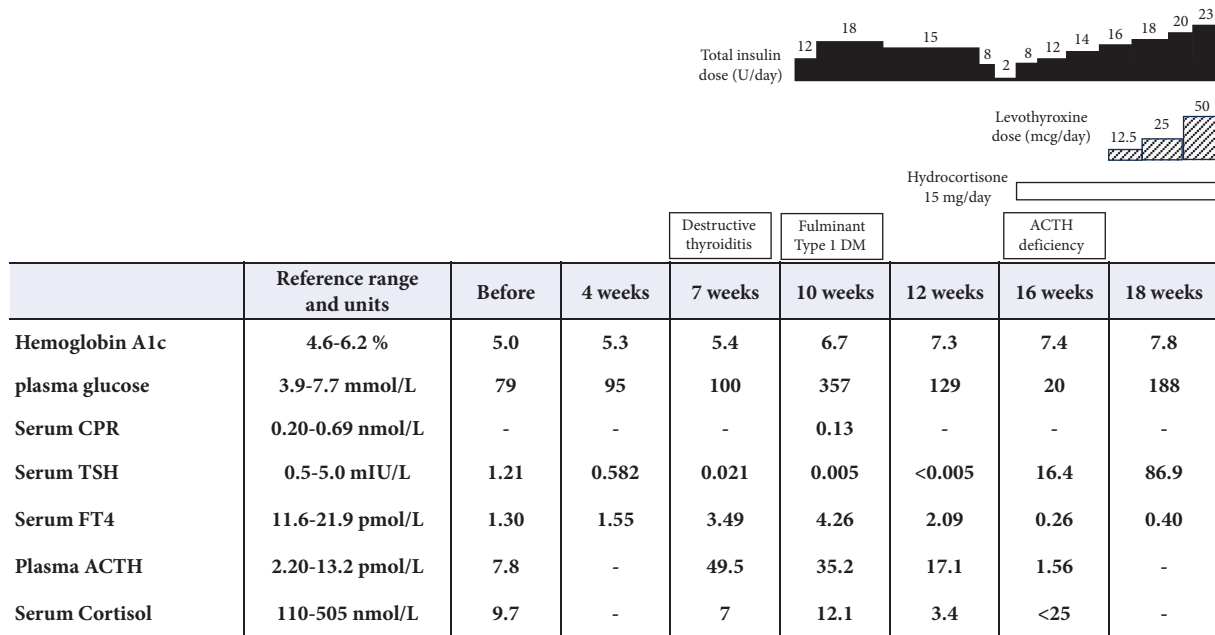 12 18 15 8 2 8 12 14 16 18 20 23
Total insulin
dose (U/day)
Levothyroxine
dose (mcg/day)
12.5 25 50
Hydrocortisone
15 mg/day
Destructive
thyroiditis
Fulminant
Type 1 DM
ACTH
deficiency
Reference range
and units
Before 4 weeks 7 weeks 10 weeks 12 weeks 16 weeks 18 weeks
Hemoglobin A1c 4.6-6.2 % 5.0 5.3 5.4 6.7 7.3 7.4 7.8
plasma glucose 3.9-7.7 mmol/L 79 95 100 357 129 20 188
Serum CPR 0.20-0.69 nmol/L - - - 0.13 - - -
Serum TSH 0.5-5.0 mIU/L 1.21 0.582 0.021 0.005 <0.005 16.4 86.9
Serum FT4 11.6-21.9 pmol/L 1.30 1.55 3.49 4.26 2.09 0.26 0.40
Plasma ACTH 2.20-13.2 pmol/L 7.8 - 49.5 35.2 17.1 1.56 -
Serum Cortisol 110-505 nmol/L 9.7 - 7 12.1 3.4 <25 -